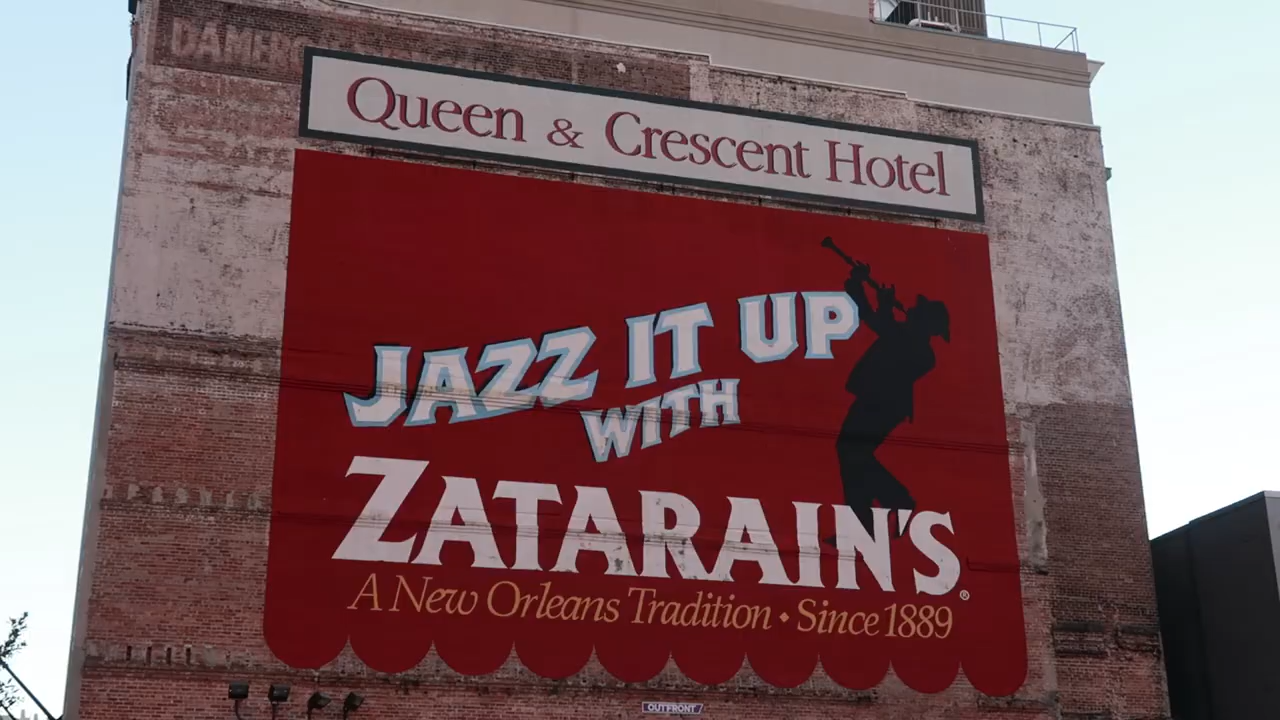 Queen & Crescent Hotel
JAZZ IT UP
WITH
ZATARAIN'S®
A New Orleans Tradition • Since 1889
OUTFRONT